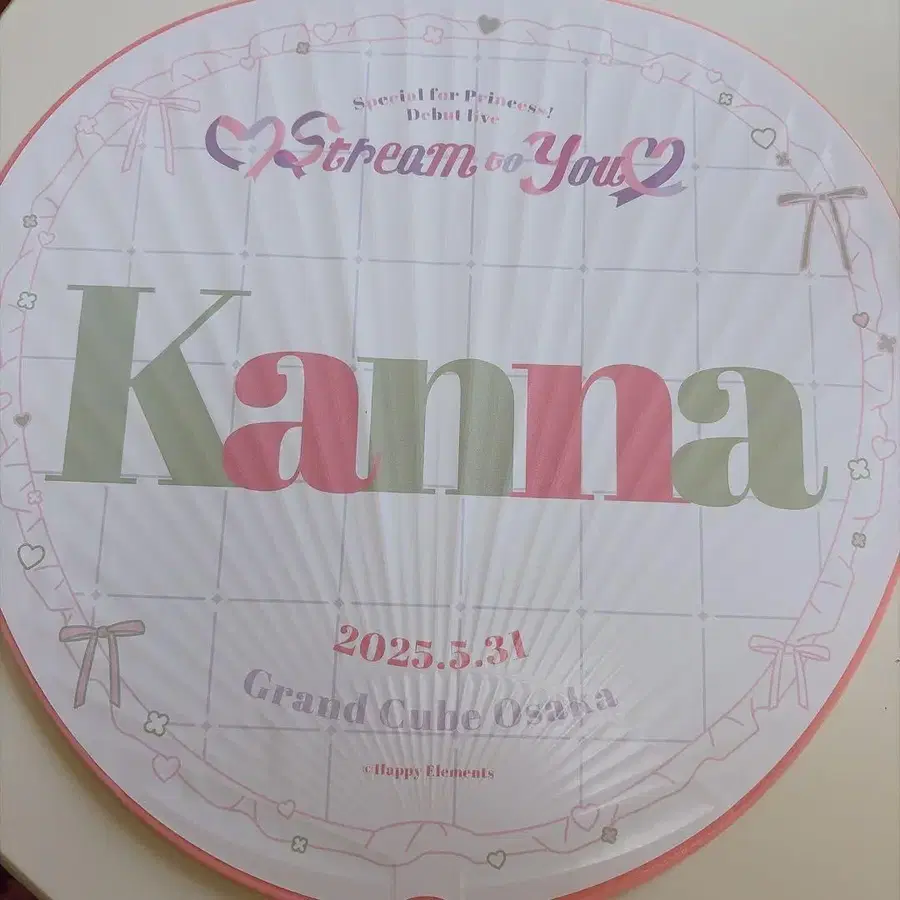 Special for Princess!
Debut live
Stream to You
Kanna
2025.5.31
Grand Cube Osaka
©Happy Elements